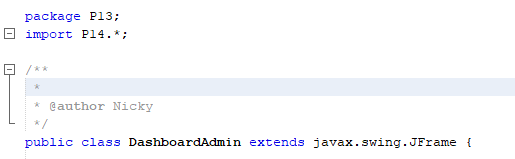 package P13;
import P14.*;
/**
 *
 * @author Nicky
 */
public class DashboardAdmin extends javax.swing.JFrame {